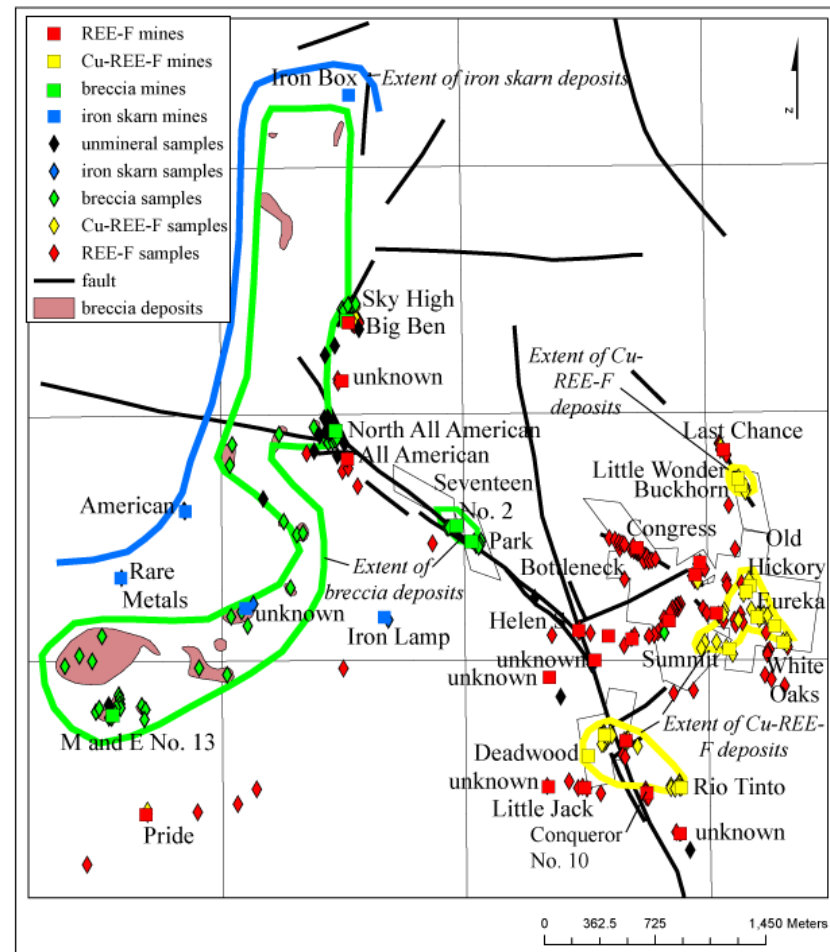 REE-F mines
Cu-REE-F mines
breccia mines
iron skarn mines
unmineral samples
iron skarn samples
breccia samples
Cu-REE-F samples
REE-F samples
fault
breccia deposits
Extent of iron skarn deposits
Iron Box
z
Sky High
Big Ben
unknown
Extent of Cu-
REE-F
deposits
North All American
All American
Last Chance
Little Wonder
Buckhorn
Seventeen
No. 2
American
Congress
Old
Park
Bottleneck
Hickory
Extent of
breccia deposits
Rare
Metals
unknown
Eureka
Iron Lamp
Helen S
unknown
Summit
White
Oaks
unknown
M and E No. 13
Extent of Cu-REE-
F deposits
Deadwood
unknown
Rio Tinto
Little Jack
Pride
Conqueror
No. 10
unknown
0 362.5 725 1,450 Meters